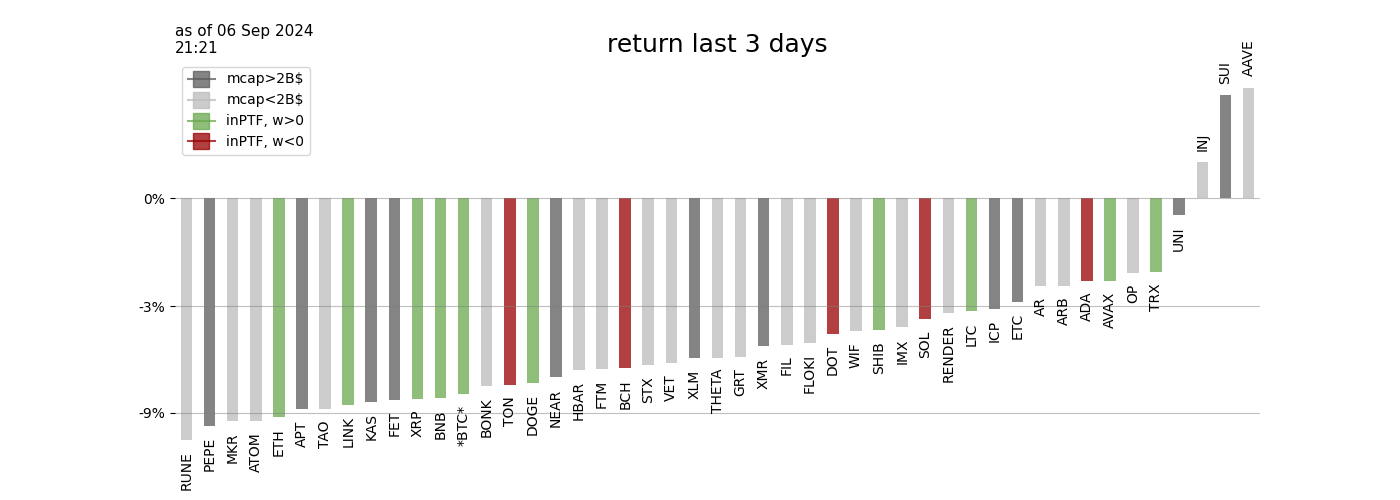 as of 06 Sep 2024
21:21
return last 3 days
mcap>2B$
mcap<2B$
inPTF, w>0
inPTF, w<0
0%
-3%
-9%
RUNE
PEPE
MKR
ATOM
ETH
APT
TAO
LINK
KAS
FET
XRP
BNB
*BTC*
BONK
TON
DOGE
NEAR
HBAR
FTM
BCH
STX
VET
XLM
THETA
GRT
XMR
FIL
FLOKI
DOT
WIF
SHIB
IMX
SOL
RENDER
LTC
ICP
ETC
AR
ARB
ADA
AVAX
OP
TRX
UNI
INJ
SUI
AAVE